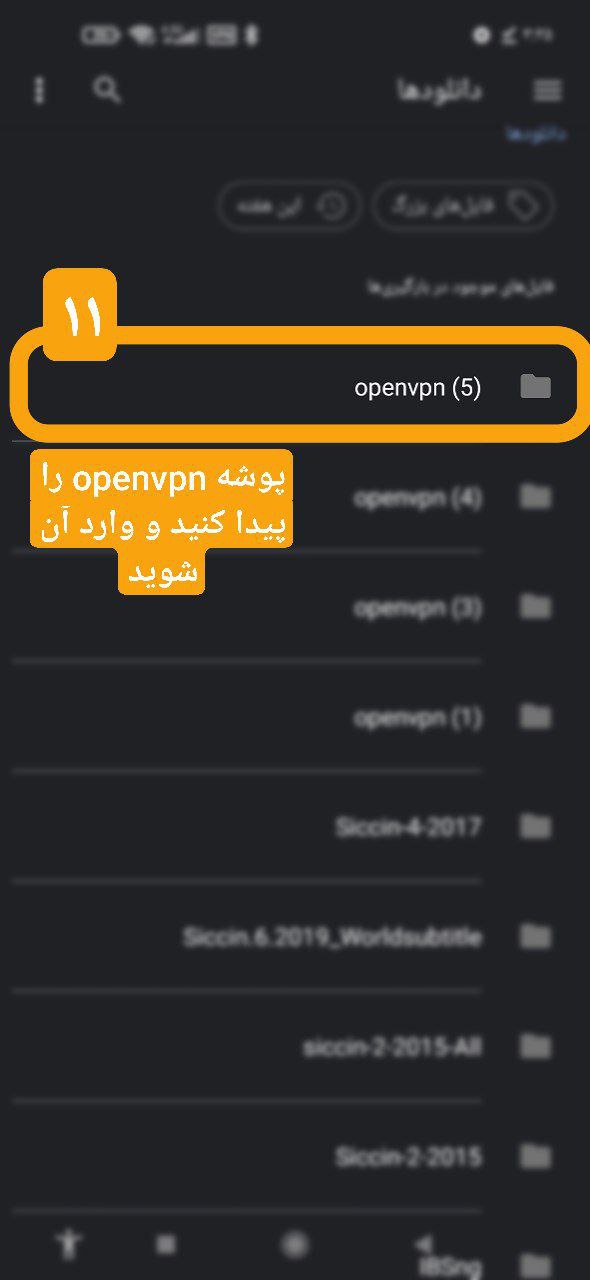 دانلودها
دانلودها
فایل‌های بزرگ
این هفته
فایل‌های موجود در بارگیری‌ها
۱۱
openvpn (5)
پوشه openvpn را
پیدا کنید و وارد آن
شوید
openvpn (4)
openvpn (3)
openvpn (1)
Siccin-4-2017
Siccin.6.2019_Worldsubtitle
siccin-2-2015-All
Siccin-2-2015
IBSng